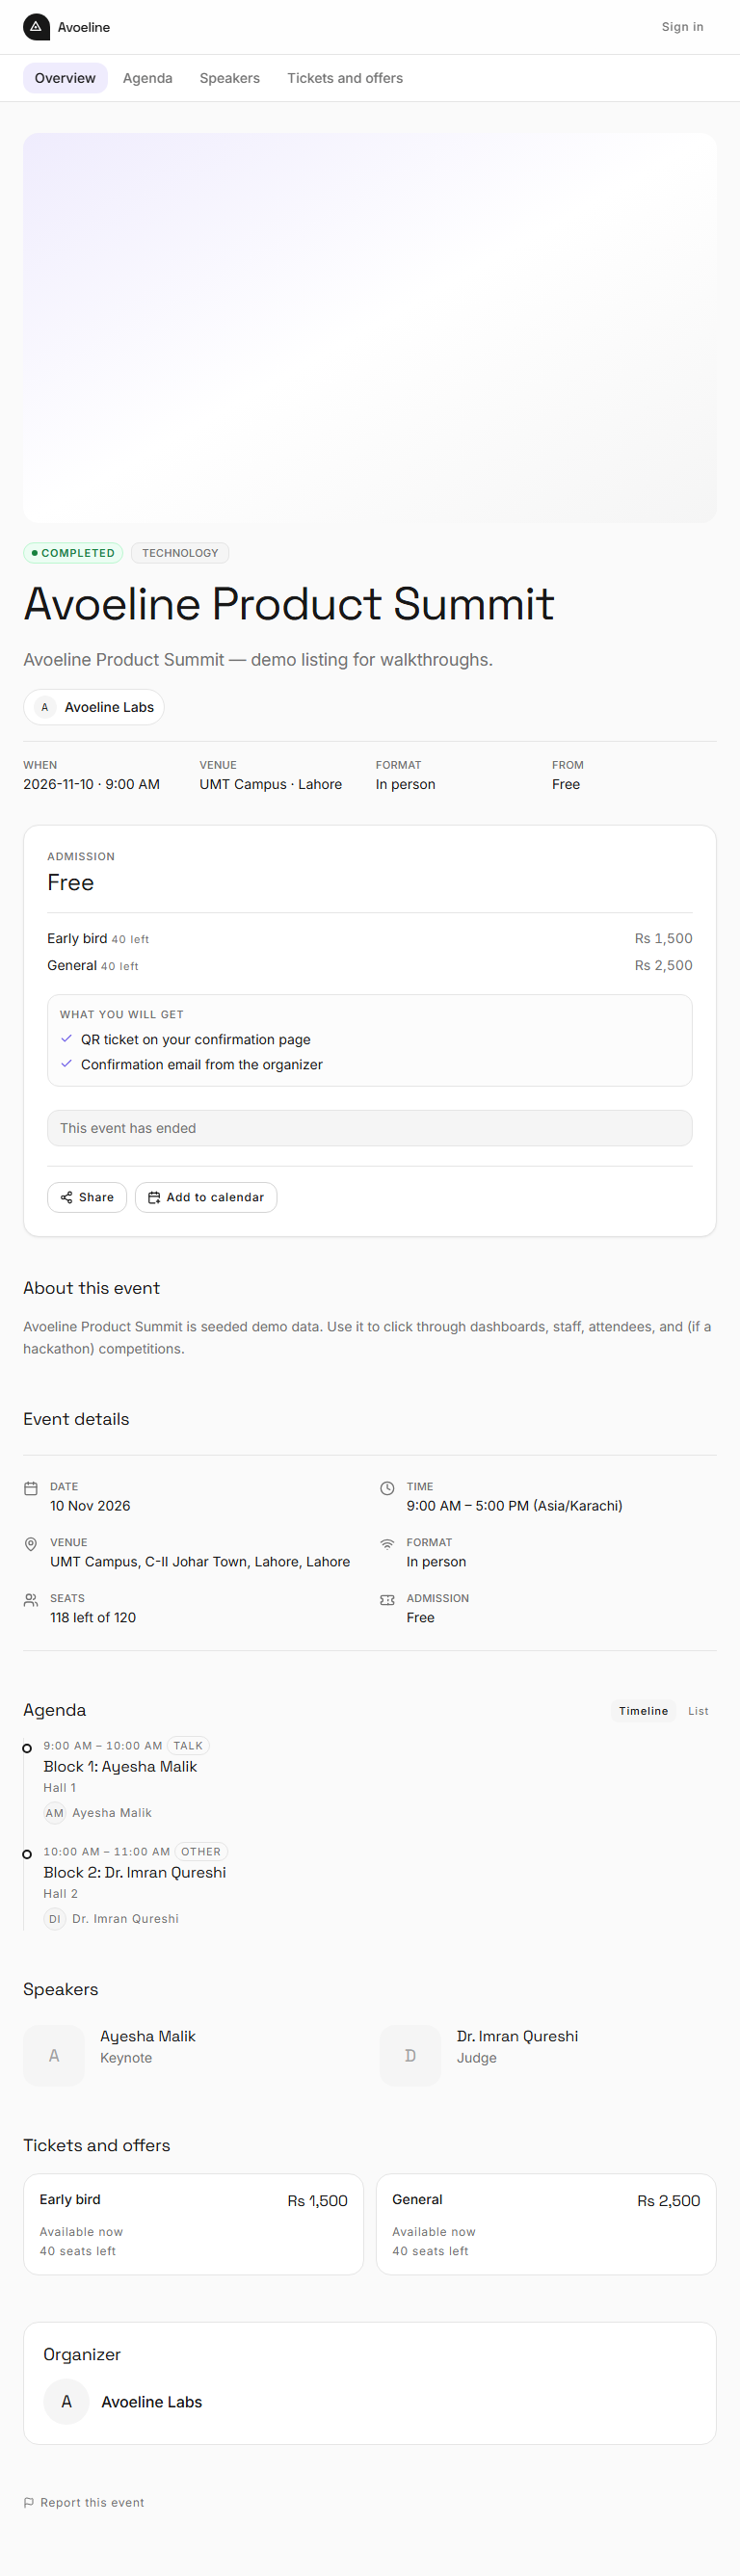 Avoeline
Sign in
Overview
Agenda
Speakers
Tickets and offers
COMPLETED
TECHNOLOGY
Avoeline Product Summit
Avoeline Product Summit — demo listing for walkthroughs.
A
Avoeline Labs
WHEN
2026-11-10 · 9:00 AM
VENUE
UMT Campus · Lahore
FORMAT
In person
FROM
Free
ADMISSION
Free
Early bird 40 left
Rs 1,500
General 40 left
Rs 2,500
WHAT YOU WILL GET
QR ticket on your confirmation page
Confirmation email from the organizer
This event has ended
Share
Add to calendar
About this event
Avoeline Product Summit is seeded demo data. Use it to click through dashboards, staff, attendees, and (if a
hackathon) competitions.
Event details
DATE
10 Nov 2026
TIME
9:00 AM – 5:00 PM (Asia/Karachi)
VENUE
UMT Campus, C-II Johar Town, Lahore, Lahore
FORMAT
In person
SEATS
118 left of 120
ADMISSION
Free
Agenda
Timeline
List
9:00 AM – 10:00 AM TALK
Block 1: Ayesha Malik
Hall 1
AM Ayesha Malik
10:00 AM – 11:00 AM OTHER
Block 2: Dr. Imran Qureshi
Hall 2
DI Dr. Imran Qureshi
Speakers
A
Ayesha Malik
Keynote
D
Dr. Imran Qureshi
Judge
Tickets and offers
Early bird
Rs 1,500
Available now
40 seats left
General
Rs 2,500
Available now
40 seats left
Organizer
A
Avoeline Labs
Report this event